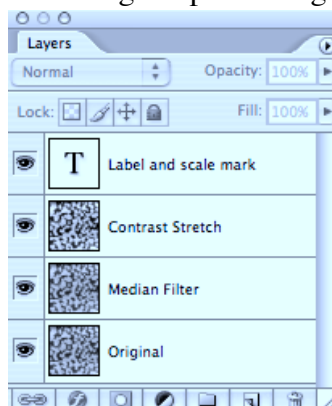 Layers
Normal Opacity: 100%
Lock: Fill: 100%
T Label and scale mark
Contrast Stretch
Median Filter
Original